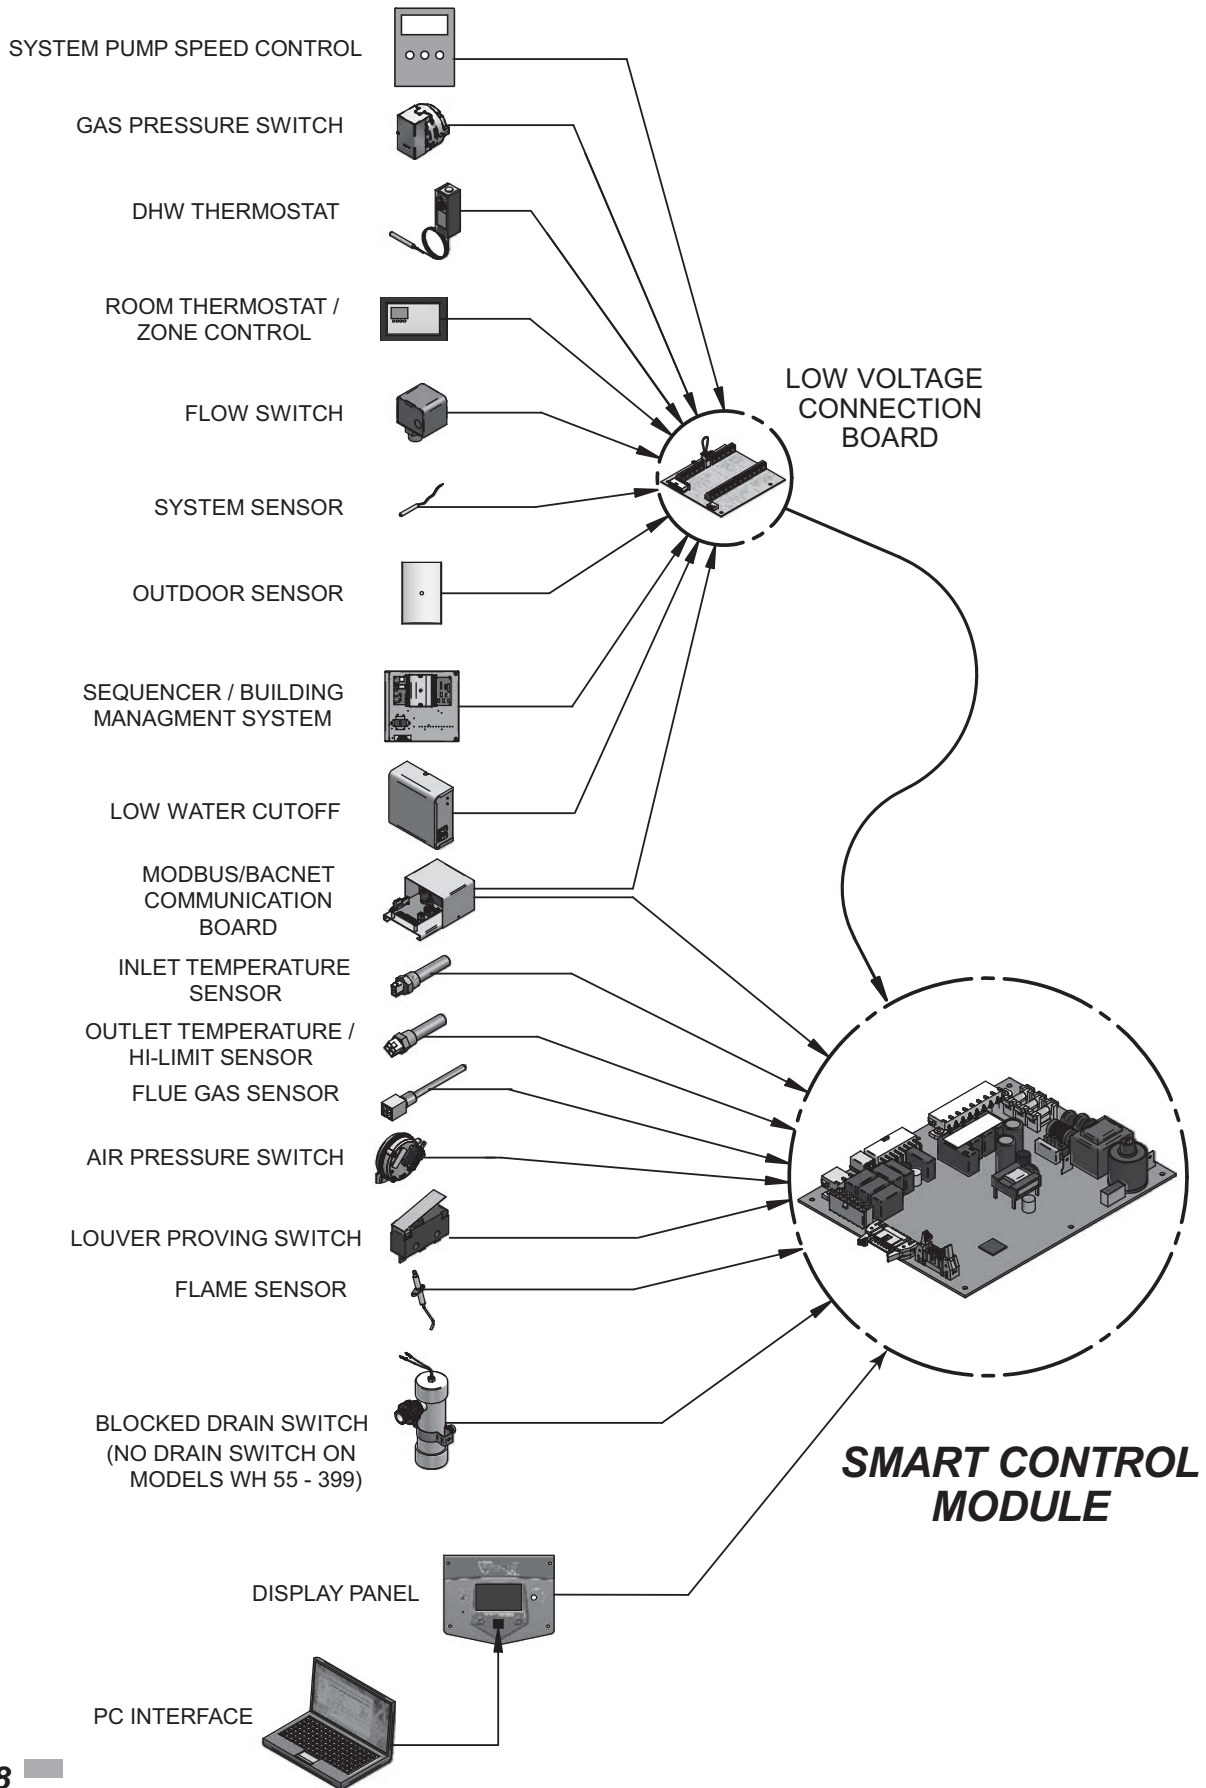 SYSTEM PUMP SPEED CONTROL
GAS PRESSURE SWITCH
DHW THERMOSTAT
ROOM THERMOSTAT /
ZONE CONTROL
LOW VOLTAGE
CONNECTION
BOARD
FLOW SWITCH
SYSTEM SENSOR
OUTDOOR SENSOR
SEQUENCER / BUILDING
MANAGMENT SYSTEM
LOW WATER CUTOFF
MODBUS/BACNET
COMMUNICATION
BOARD
INLET TEMPERATURE
SENSOR
OUTLET TEMPERATURE /
HI-LIMIT SENSOR
FLUE GAS SENSOR
AIR PRESSURE SWITCH
LOUVER PROVING SWITCH
FLAME SENSOR
BLOCKED DRAIN SWITCH
(NO DRAIN SWITCH ON
MODELS WH 55 - 399)
SMART CONTROL
MODULE
DISPLAY PANEL
PC INTERFACE
8